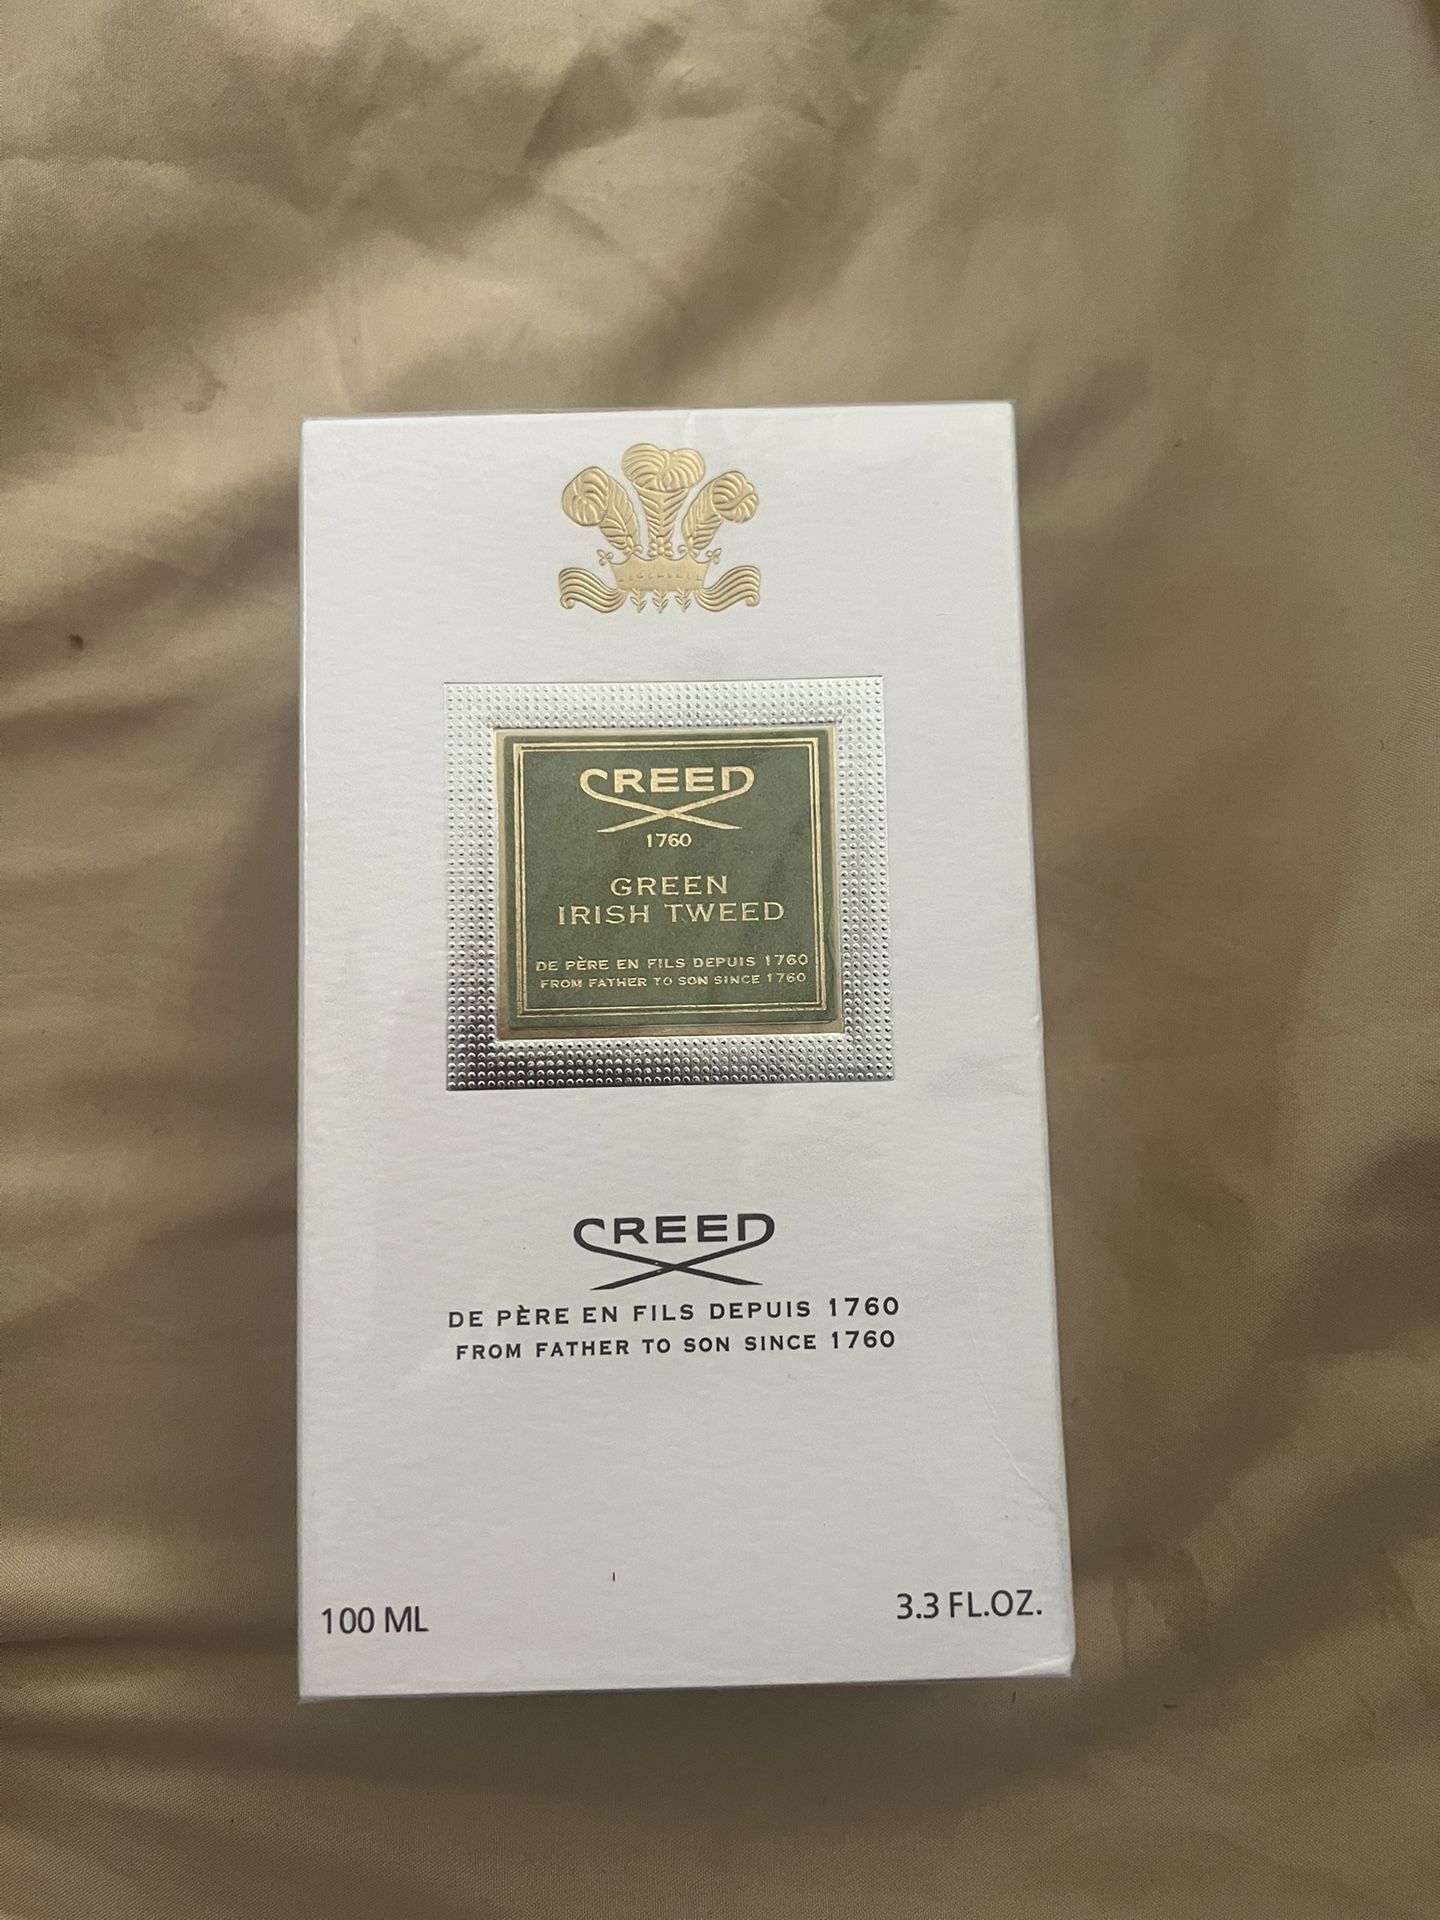 CREED
1760
GREEN
IRISH TWEED
DE PÈRE EN FILS DEPUIS 1760
FROM FATHER TO SON SINCE 1760
CREED
DE PÈRE EN FILS DEPUIS 1760
FROM FATHER TO SON SINCE 1760
100 ML
3.3 FL.OZ.